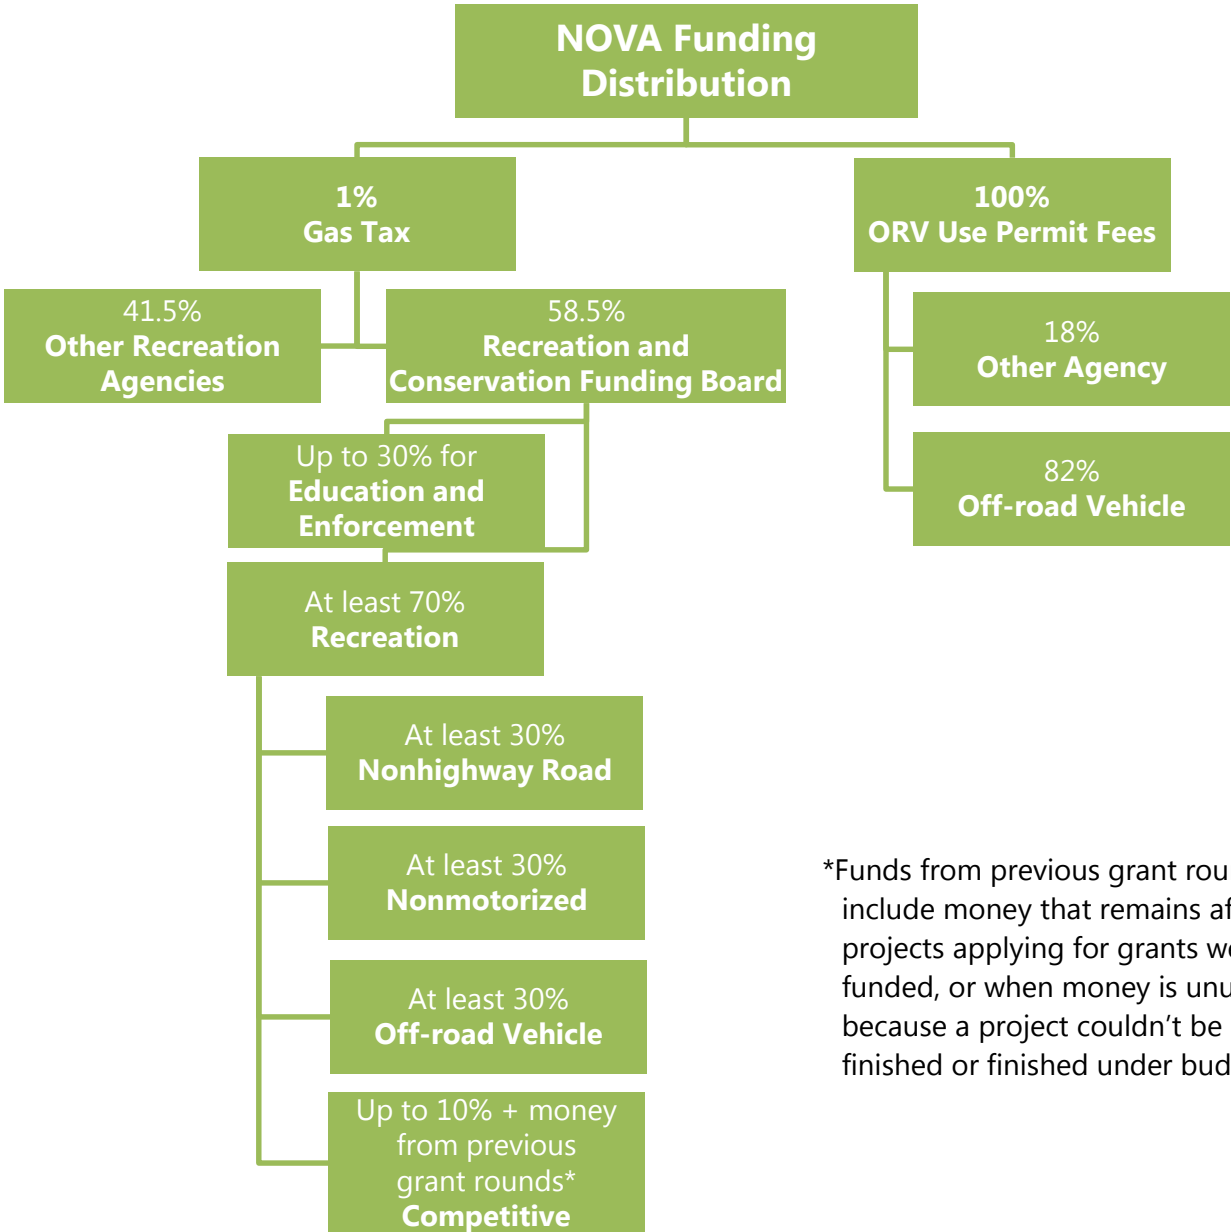 NOVA Funding
Distribution
1%
Gas Tax
100%
ORV Use Permit Fees
41.5%
Other Recreation
Agencies
58.5%
Recreation and
Conservation Funding Board
18%
Other Agency
82%
Off-road Vehicle
Up to 30% for
Education and
Enforcement
At least 70%
Recreation
At least 30%
Nonhighway Road
At least 30%
Nonmotorized
At least 30%
Off-road Vehicle
Up to 10% + money
from previous
grant rounds*
Competitive
*Funds from previous grant
include money that remains
projects applying for grants
funded, or when money is
because a project couldn’t be
finished or finished under